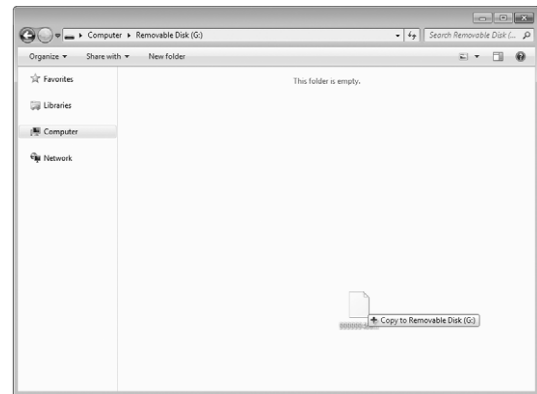 Computer ▸ Removable Disk (G:)
Search Removable Disk (...
Organize ▾ Share with ▾ New folder
Favorites
This folder is empty.
Libraries
Computer
Network
Copy to Removable Disk (G:)